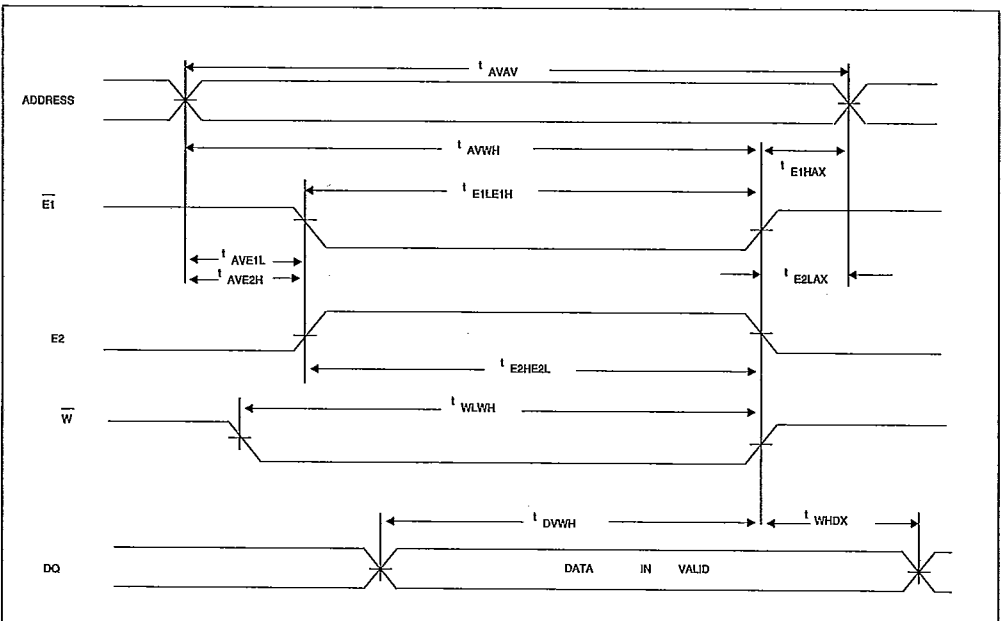 t AVAV
ADDRESS
t AVWH
t E1HAX
t E1LE1H
E1
t AVE1L
t AVE2H
t E2LAX
E2
t E2HE2L
t WLWH
W
t DVWH
t WHDX
DQ
DATA IN VALID